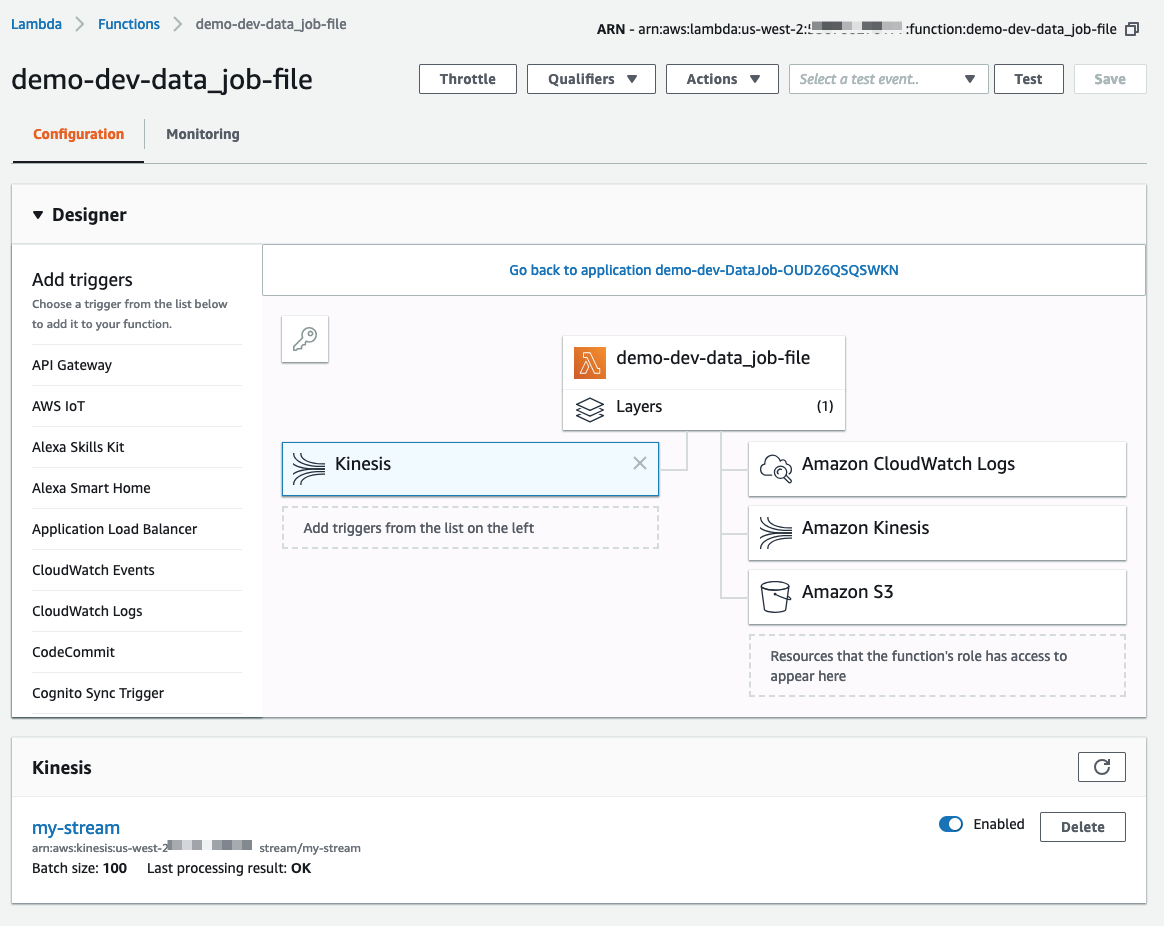 Lambda Functions demo-dev-data_job-file
ARN - arn:aws:lambda:us-west-2: :function:demo-dev-data_job-file
demo-dev-data_job-file
Throttle Qualifiers Actions Select a test event.. Test Save
Configuration Monitoring
Designer
Add triggers
Choose a trigger from the list below
to add it to your function.
API Gateway
AWS IoT
Alexa Skills Kit
Alexa Smart Home
Application Load Balancer
CloudWatch Events
CloudWatch Logs
CodeCommit
Cognito Sync Trigger
Go back to application demo-dev-DataJob-OUD26QSQSWKN
demo-dev-data_job-file
Layers (1)
Kinesis
Add triggers from the list on the left
Amazon CloudWatch Logs
Amazon Kinesis
Amazon S3
Resources that the function's role has access to
appear here
Kinesis
my-stream
arn:aws:kinesis:us-west-2 stream/my-stream
Batch size: 100 Last processing result: OK
Enabled Delete